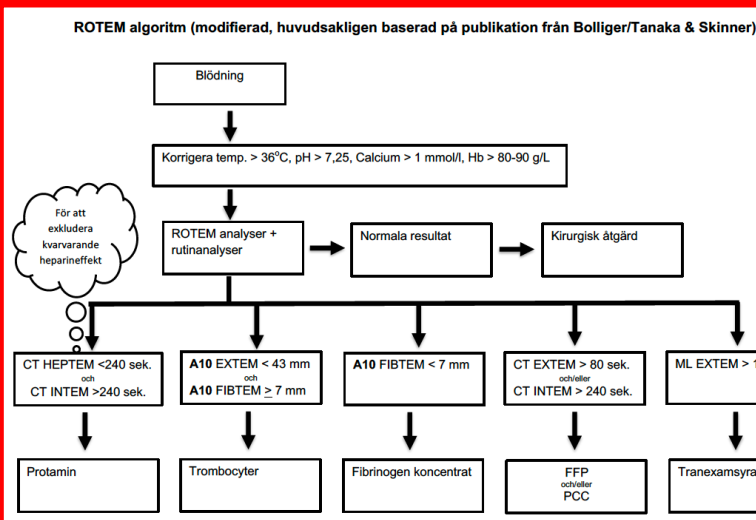 ROTEM algoritm (modifierad, huvudsakligen baserad på publikation från Bolliger/Tanaka & Skinner)
Blödning
Korrigera temp. > 36°C, pH > 7,25, Calcium > 1 mmol/l, Hb > 80-90 g/L
För att
exkludera
kvarvarande
heparineffekt
ROTEM analyser +
rutinanalyser
Normala resultat
Kirurgisk åtgärd
CT HEPTEM <240 sek.
och
CT INTEM >240 sek.
A10 EXTEM < 43 mm
och
A10 FIBTEM ≥ 7 mm
A10 FIBTEM < 7 mm
CT EXTEM > 80 sek.
och/eller
CT INTEM > 240 sek.
ML EXTEM >
Protamin
Trombocyter
Fibrinogen koncentrat
FFP
och/eller
PCC
Tranexamsyra